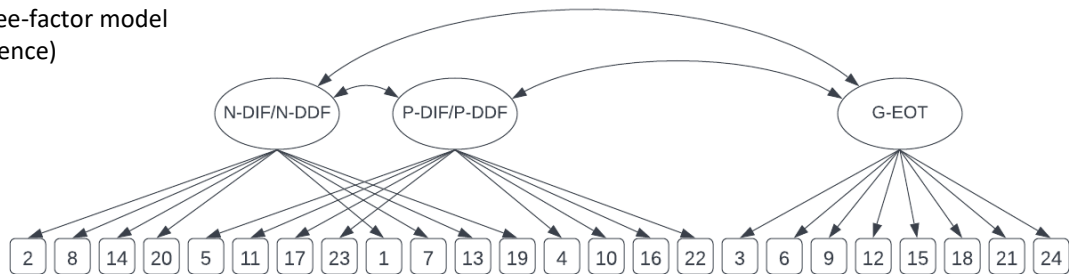 ee-factor model
ence)
N-DIF/N-DDF P-DIF/P-DDF G-EOT
2 8 14 20 5 11 17 23 1 7 13 19 4 10 16 22 3 6 9 12 15 18 21 24